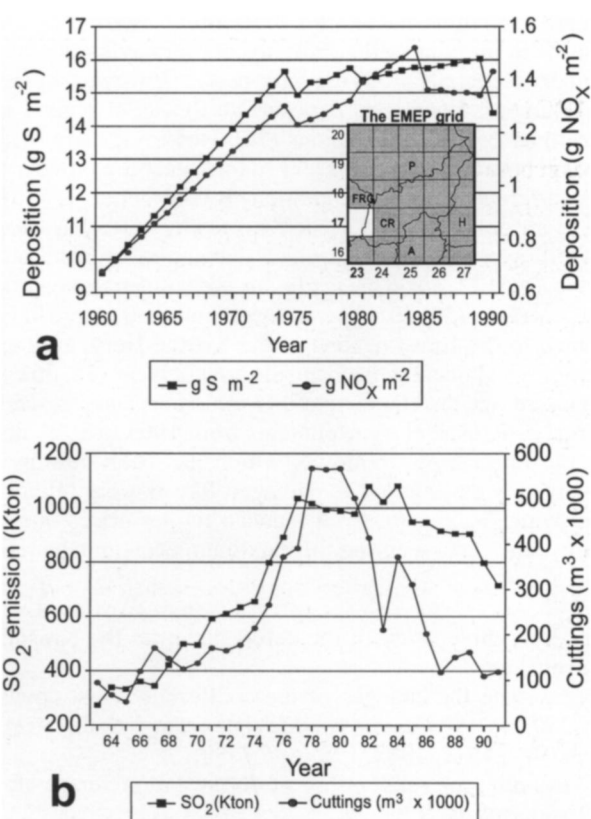 17
16
15
14
13
12
11
10
9
Deposition (g S m⁻²)
1.6
1.4
1.2
1
0.8
0.6
Deposition (g NOX m⁻²)
The EMEP grid
20
19
18
17
16
P
FRG
CR
H
A
23 24 25 26 27
1960 1965 1970 1975 1980 1985 1990
Year
a
g S m⁻² g NOX m⁻²
1200
1000
800
600
400
200
SO2 emission (Kton)
600
500
400
300
200
100
0
Cuttings (m³ x 1000)
64 66 68 70 72 74 76 78 80 82 84 86 88 90
Year
b
SO2(Kton) Cuttings (m³ x 1000)